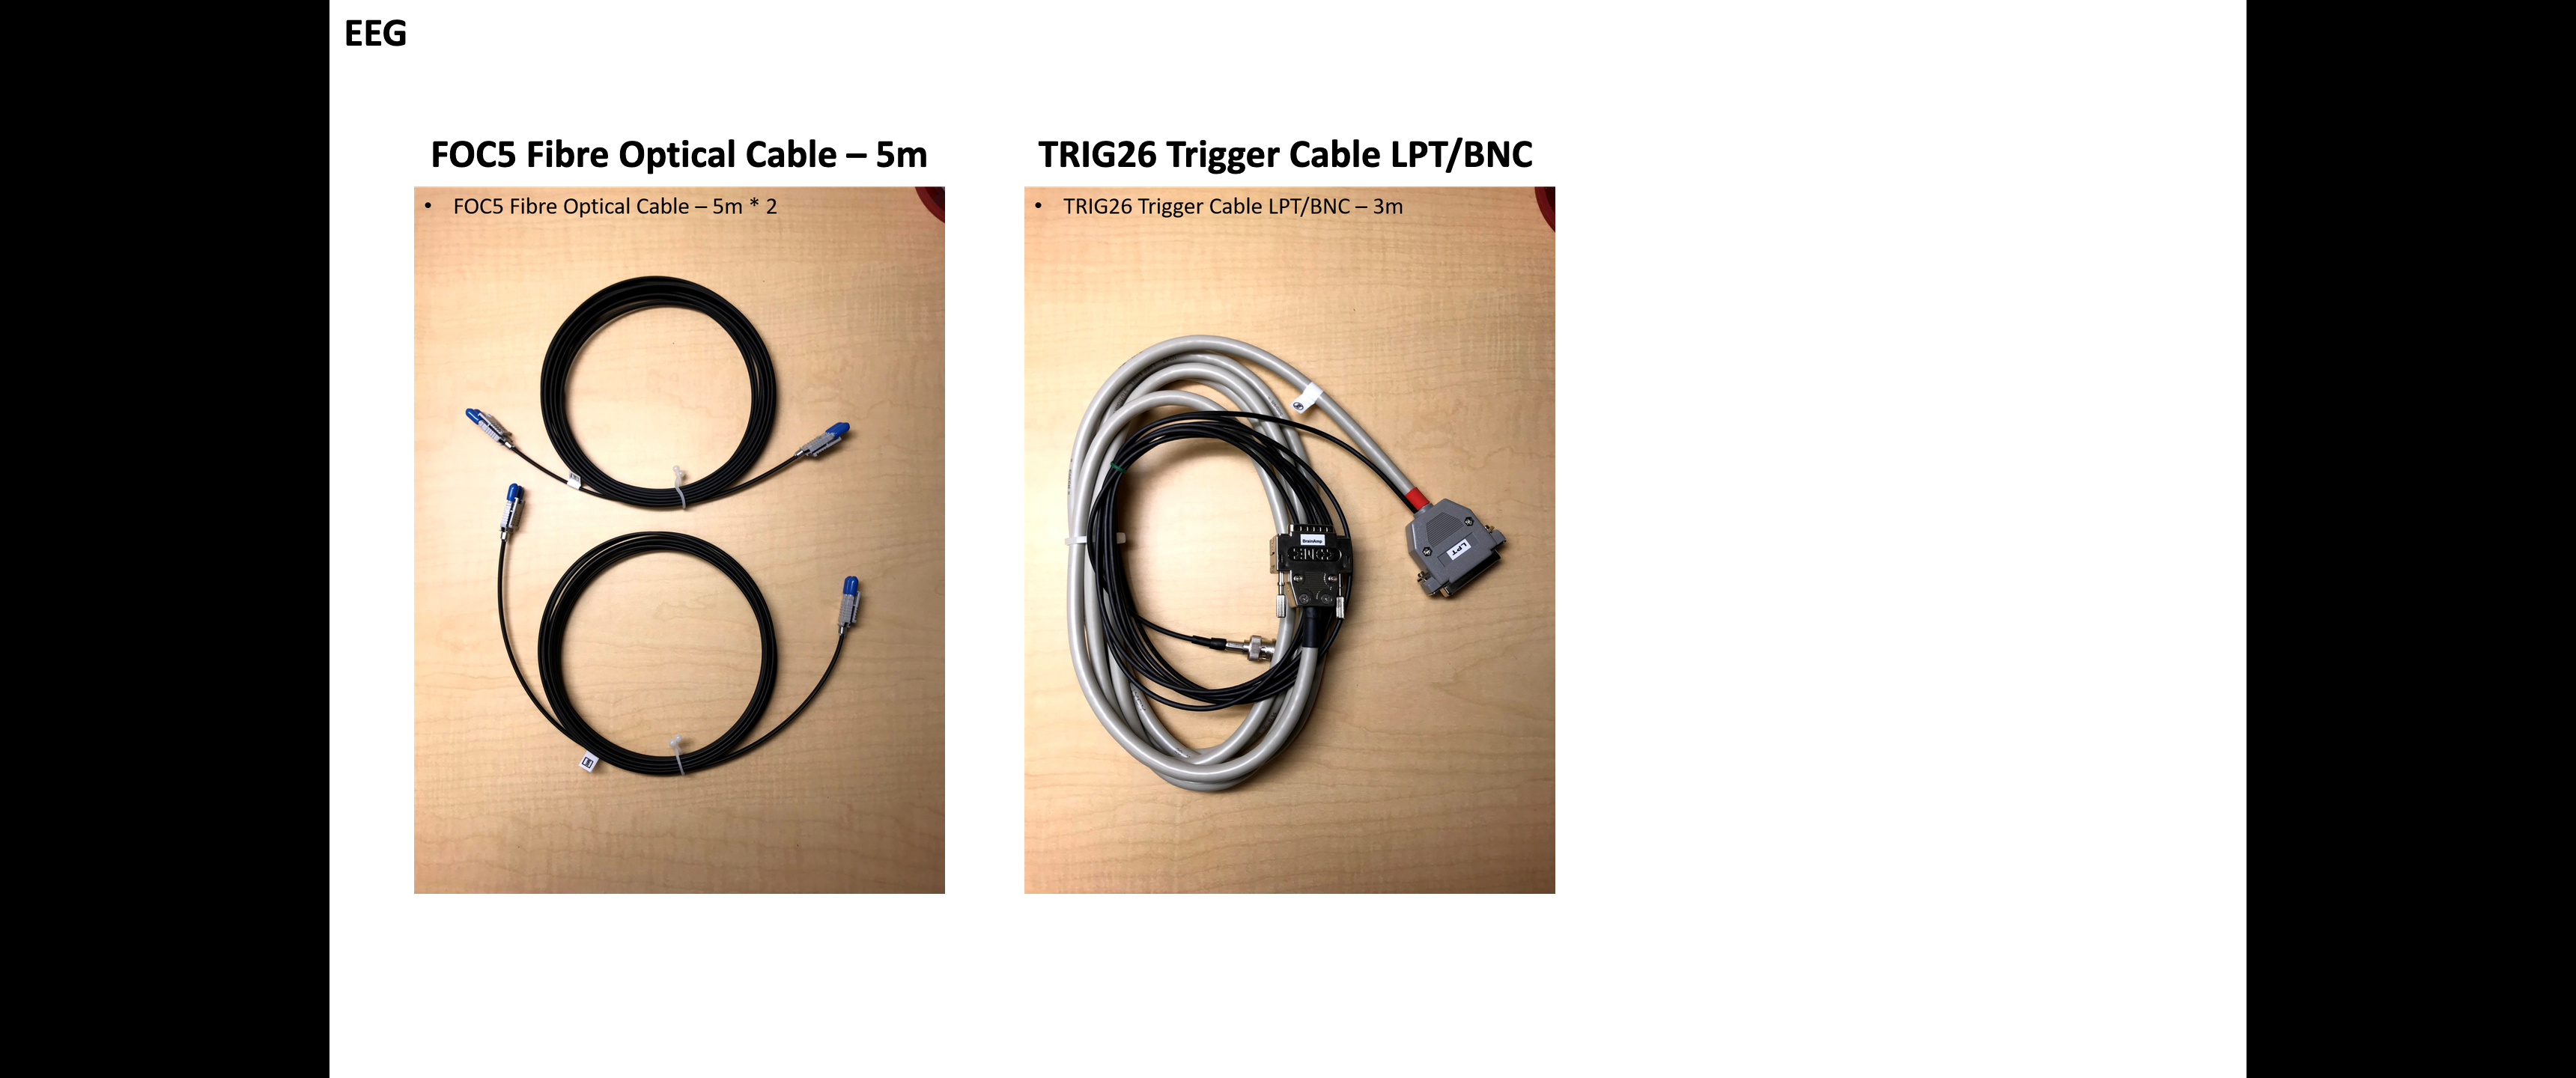 EEG
FOC5 Fibre Optical Cable – 5m
TRIG26 Trigger Cable LPT/BNC
• FOC5 Fibre Optical Cable – 5m * 2
• TRIG26 Trigger Cable LPT/BNC – 3m
BrainAmp
LPT